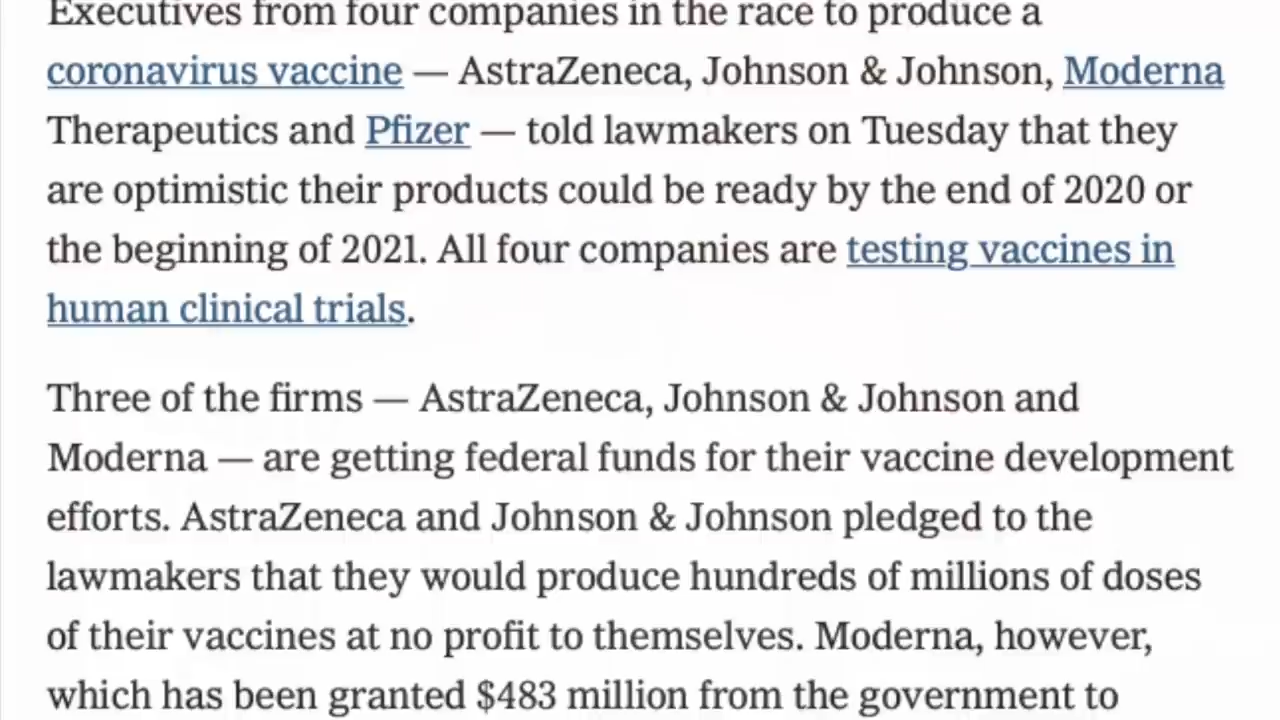 Executives from four companies in the race to produce a
coronavirus vaccine — AstraZeneca, Johnson & Johnson, Moderna
Therapeutics and Pfizer — told lawmakers on Tuesday that they
are optimistic their products could be ready by the end of 2020 or
the beginning of 2021. All four companies are testing vaccines in
human clinical trials.
Three of the firms — AstraZeneca, Johnson & Johnson and
Moderna — are getting federal funds for their vaccine development
efforts. AstraZeneca and Johnson & Johnson pledged to the
lawmakers that they would produce hundreds of millions of doses
of their vaccines at no profit to themselves. Moderna, however,
which has been granted $483 million from the government to